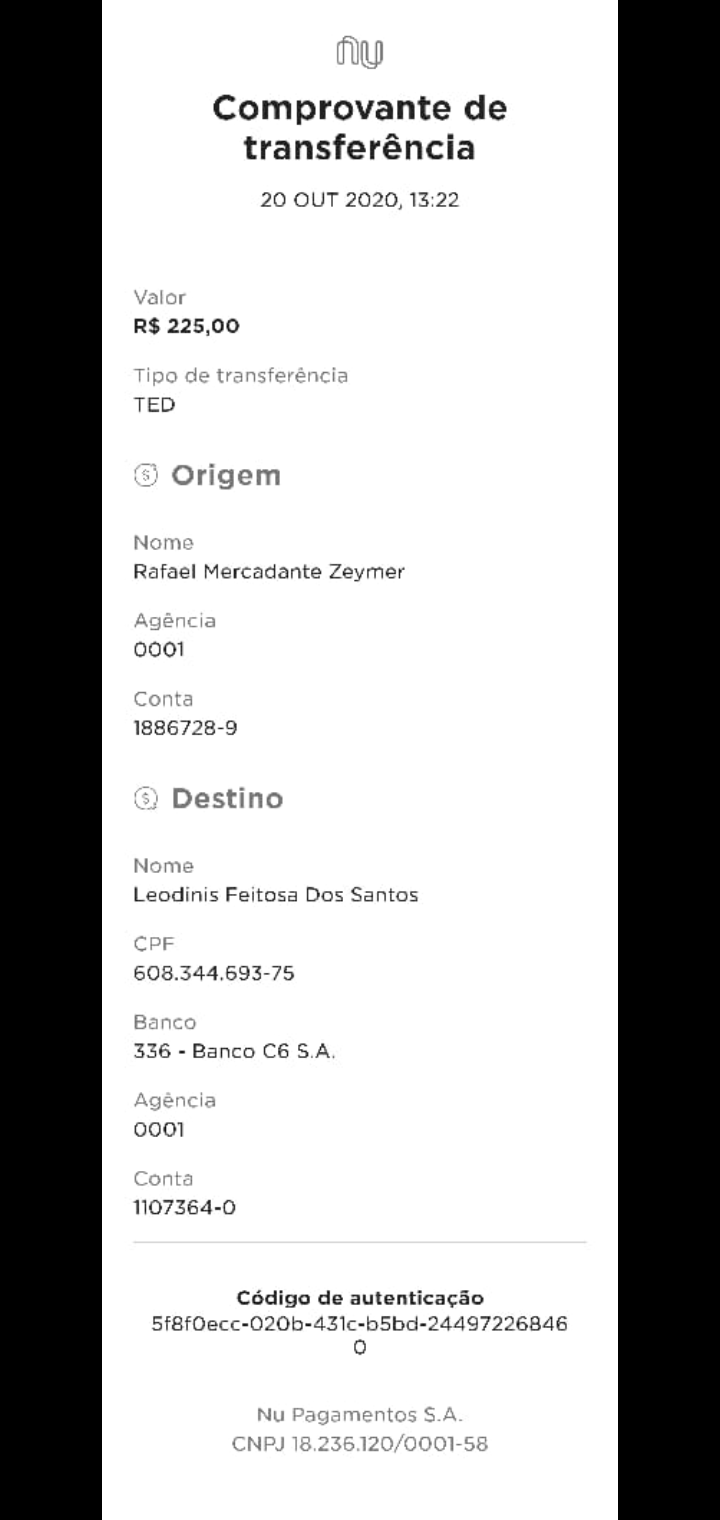 nu
Comprovante de
transferência
20 OUT 2020, 13:22
Valor
R$ 225,00
Tipo de transferência
TED
Origem
Nome
Rafael Mercadante Zeymer
Agência
0001
Conta
1886728-9
Destino
Nome
Leodinis Feitosa Dos Santos
CPF
608.344.693-75
Banco
336 - Banco C6 S.A.
Agência
0001
Conta
1107364-0
Código de autenticação
5f8f0ecc-020b-431c-b5bd-24497226846
0
Nu Pagamentos S.A.
CNPJ 18.236.120/0001-58